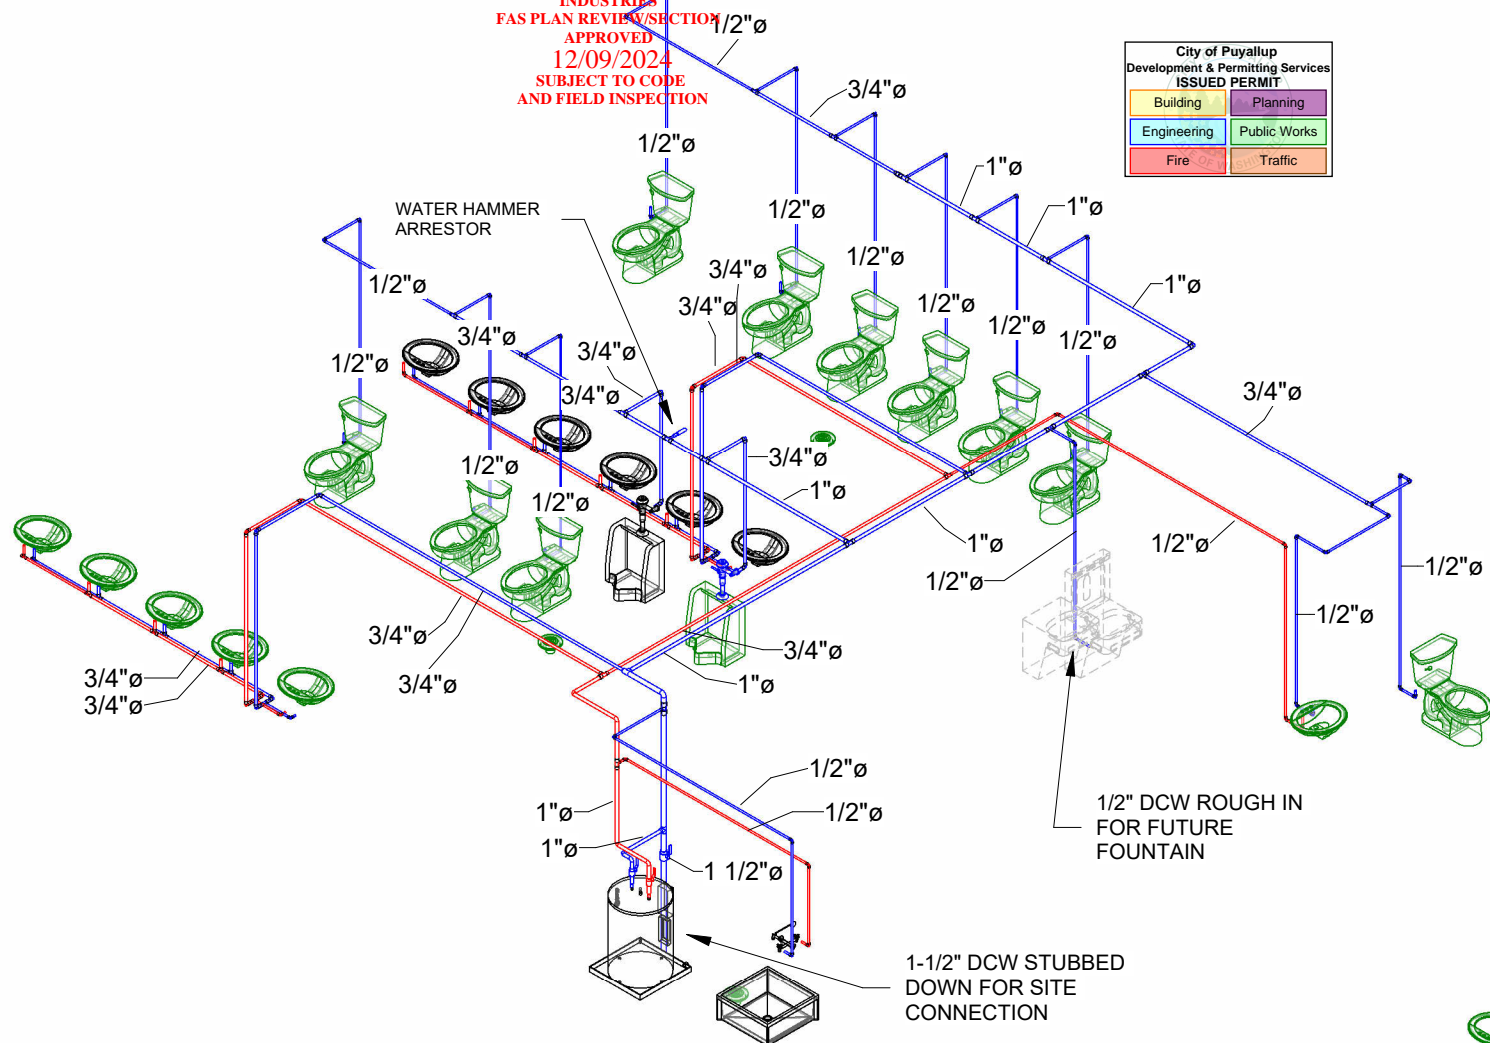 INDUSTRIES
FAS PLAN REVIEW/SECTION
APPROVED
12/09/2024
SUBJECT TO CODE
AND FIELD INSPECTION
1/2"ø
3/4"ø
City of Puyallup
Development & Permitting Services
ISSUED PERMIT
Building
Planning
Engineering
Public Works
Fire
Traffic
1/2"ø
1"ø
WATER HAMMER
ARRESTOR
1/2"ø
1"ø
1/2"ø
3/4"ø
1/2"ø
1"ø
3/4"ø
1/2"ø
1/2"ø
1/2"ø
3/4"ø
3/4"ø
1/2"ø
3/4"ø
3/4"ø
1/2"ø
3/4"ø
1/2"ø
1"ø
1/2"ø
1"ø
1/2"ø
1/2"ø
1/2"ø
1/2"ø
3/4"ø
3/4"ø
3/4"ø
3/4"ø
1"ø
3/4"ø
1/2"ø
1"ø
1/2"ø
1"ø
1 1/2"ø
1/2" DCW ROUGH IN
FOR FUTURE
FOUNTAIN
1-1/2" DCW STUBBED
DOWN FOR SITE
CONNECTION